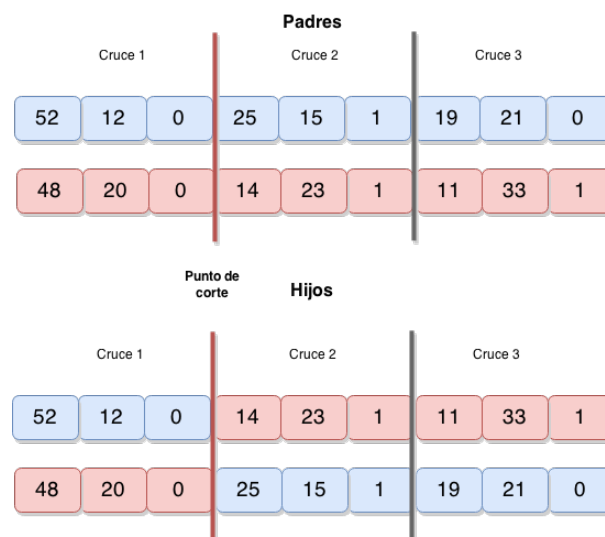 Padres
Cruce 1 Cruce 2 Cruce 3
52 12 0 25 15 1 19 21 0
48 20 0 14 23 1 11 33 1
Punto de
corte
Hijos
Cruce 1 Cruce 2 Cruce 3
52 12 0 14 23 1 11 33 1
48 20 0 25 15 1 19 21 0